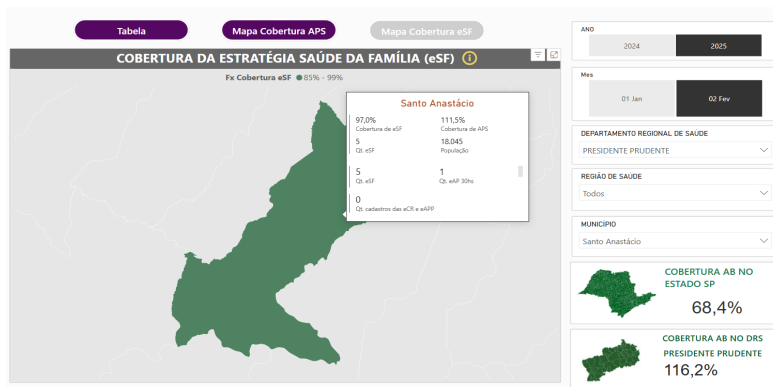 Tabela
Mapa Cobertura APS
Mapa Cobertura eSF
COBERTURA DA ESTRATÉGIA SAÚDE DA FAMÍLIA (eSF)
Fx Cobertura eSF 85% - 99%
Santo Anastácio
97,0% 111,5%
Cobertura de eSF Cobertura de APS
5 18.045
Qt. eSF População
5 1
Qt. eSF Qt. eAP 30hs
0
Qt. cadastros das eCR e eAPP
ANO
2024 2025
Mes
01 Jan 02 Fev
DEPARTAMENTO REGIONAL DE SAÚDE
PRESIDENTE PRUDENTE
REGIÃO DE SAÚDE
Todos
MUNICÍPIO
Santo Anastácio
COBERTURA AB NO
ESTADO SP
68,4%
COBERTURA AB NO DRS
PRESIDENTE PRUDENTE
116,2%